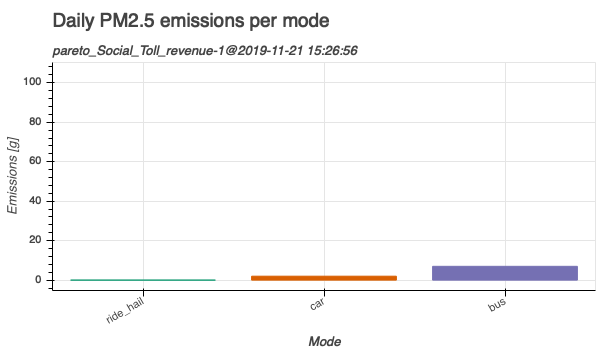 Daily PM2.5 emissions per mode
pareto_Social_Toll_revenue-1@2019-11-21 15:26:56
100
80
60
40
20
0
Emissions [g]
ride_hail
car
bus
Mode